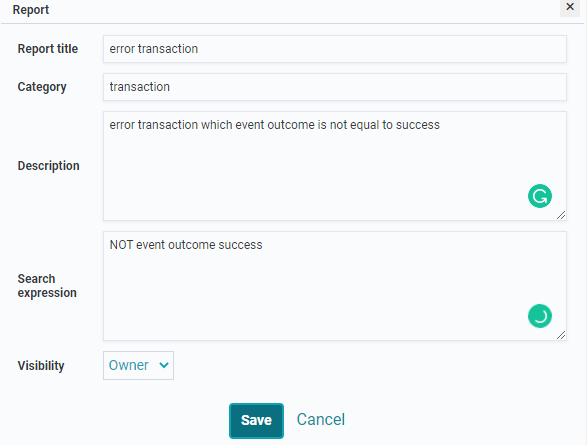 Report
Report title
error transaction
Category
transaction
Description
error transaction which event outcome is not equal to success
Search
expression
NOT event outcome success
Visibility
Owner
Save
Cancel